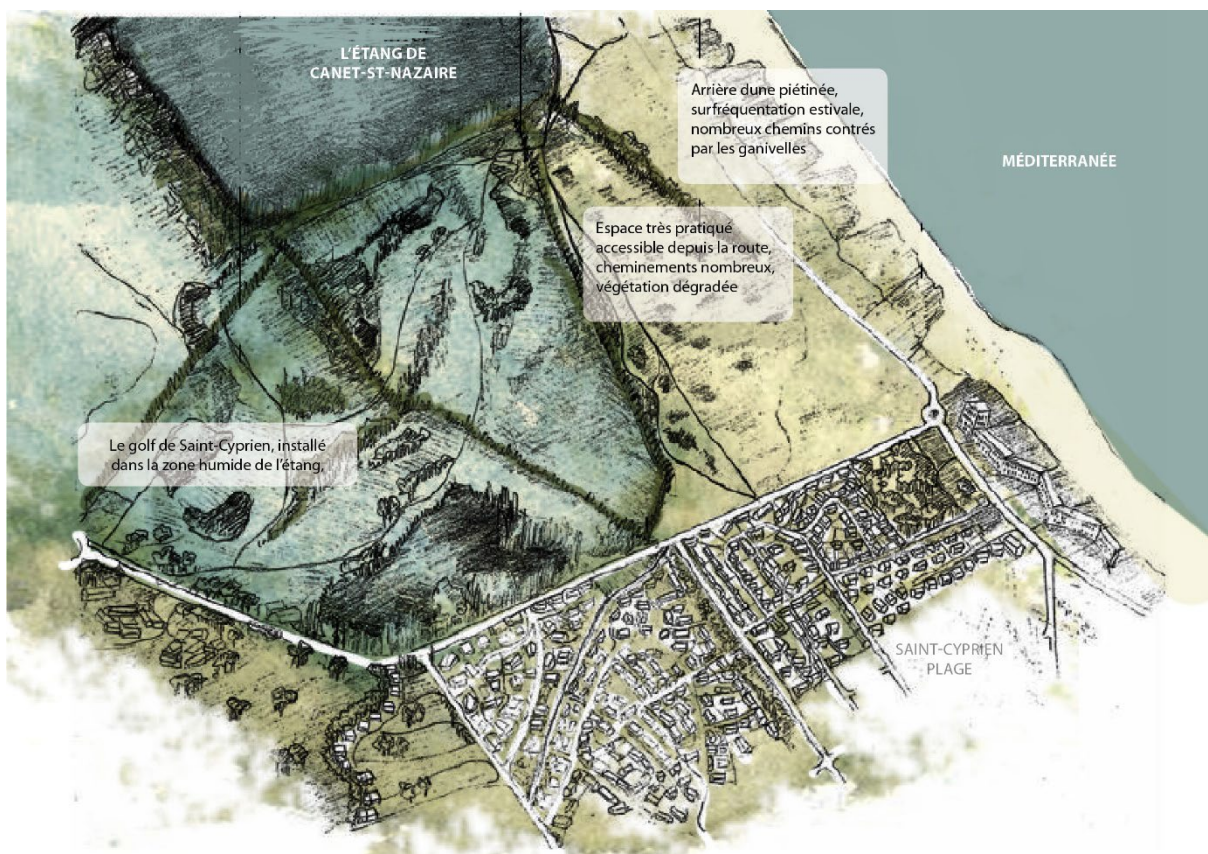 L'ÉTANG DE
CANET-ST-NAZAIRE
Arrière dune piétinée,
surfréquentation estivale,
nombreux chemins contrés
par les ganivelles
MÉDITERRANÉE
Espace très pratiqué
accessible depuis la route,
cheminements nombreux,
végétation dégradée
Le golf de Saint-Cyprien, installé
dans la zone humide de l'étang,
SAINT-CYPRIEN
PLAGE